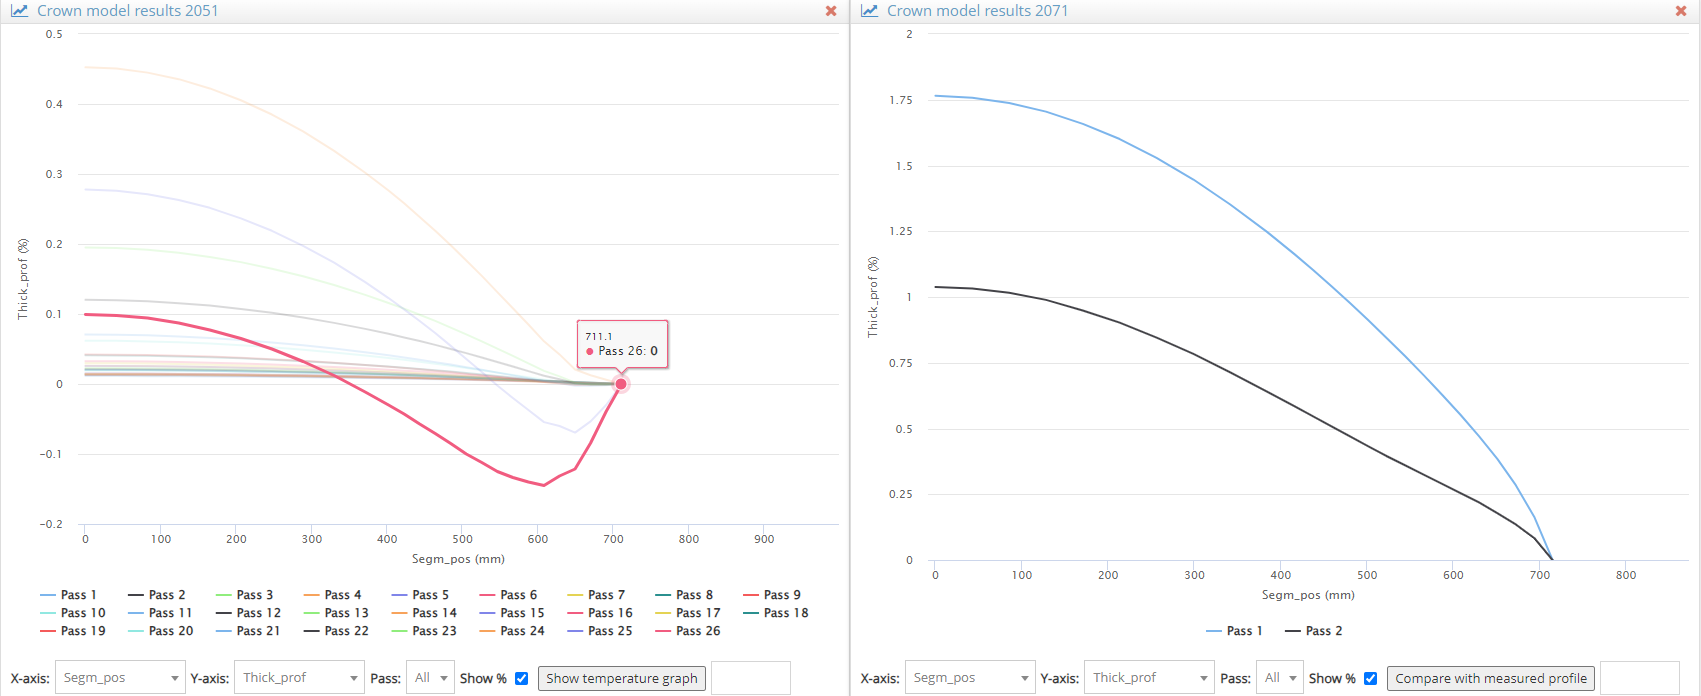 Crown model results 2051
0.5
0.4
0.3
0.2
0.1
0
−0.1
−0.2
Thick_prof (%)
711.1
Pass 26: 0
0 100 200 300 400 500 600 700 800 900
Segm_pos (mm)
Pass 1 Pass 2 Pass 3 Pass 4 Pass 5 Pass 6 Pass 7 Pass 8 Pass 9
Pass 10 Pass 11 Pass 12 Pass 13 Pass 14 Pass 15 Pass 16 Pass 17 Pass 18
Pass 19 Pass 20 Pass 21 Pass 22 Pass 23 Pass 24 Pass 25 Pass 26
X-axis: Segm_pos Y-axis: Thick_prof Pass: All Show % Show temperature graph
Crown model results 2071
2
1.75
1.5
1.25
1
0.75
0.5
0.25
0
Thick_prof (%)
0 100 200 300 400 500 600 700 800
Segm_pos (mm)
Pass 1 Pass 2
X-axis: Segm_pos Y-axis: Thick_prof Pass: All Show % Compare with measured profile